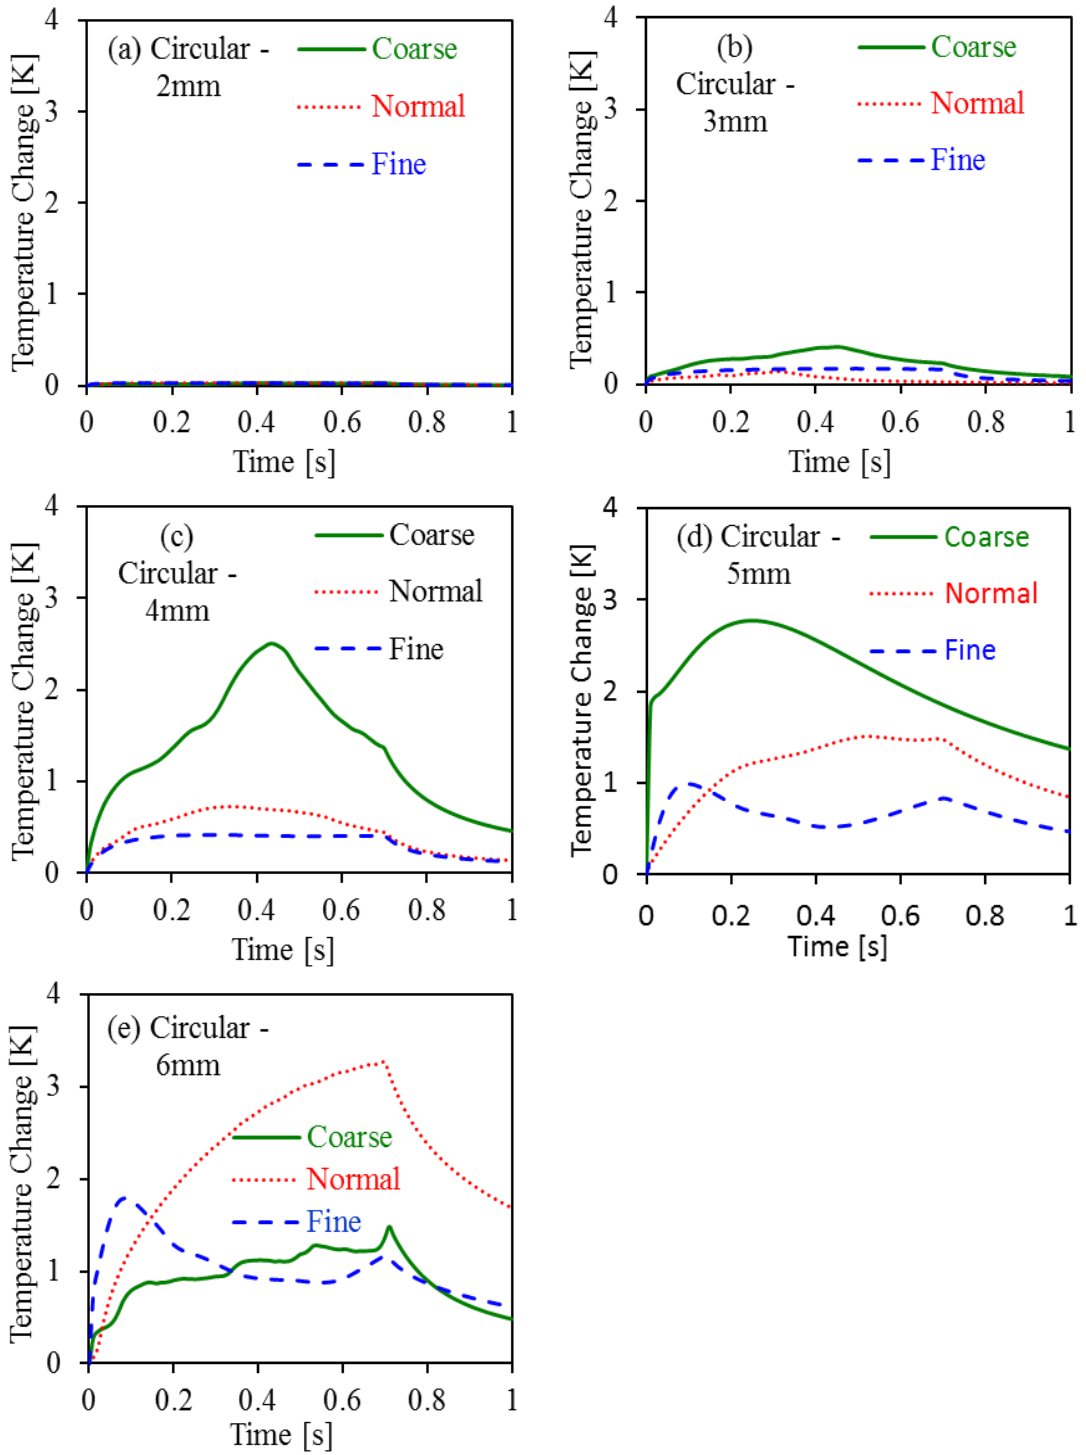 Temperature Change [K]
4
3
2
1
0
(a) Circular -
2mm
Coarse
Normal
Fine
0 0.2 0.4 0.6 0.8 1
Time [s]
Temperature Change [K]
4
3
2
1
0
(b)
Circular -
3mm
Coarse
Normal
Fine
0 0.2 0.4 0.6 0.8 1
Time [s]
Temperature Change [K]
4
3
2
1
0
(c)
Circular -
4mm
Coarse
Normal
Fine
0 0.2 0.4 0.6 0.8 1
Time [s]
Temperature Change [K]
4
3
2
1
0
(d) Circular -
5mm
Coarse
Normal
Fine
0 0.2 0.4 0.6 0.8 1
Time [s]
Temperature Change [K]
4
3
2
1
0
(e) Circular -
6mm
Coarse
Normal
Fine
0 0.2 0.4 0.6 0.8 1
Time [s]